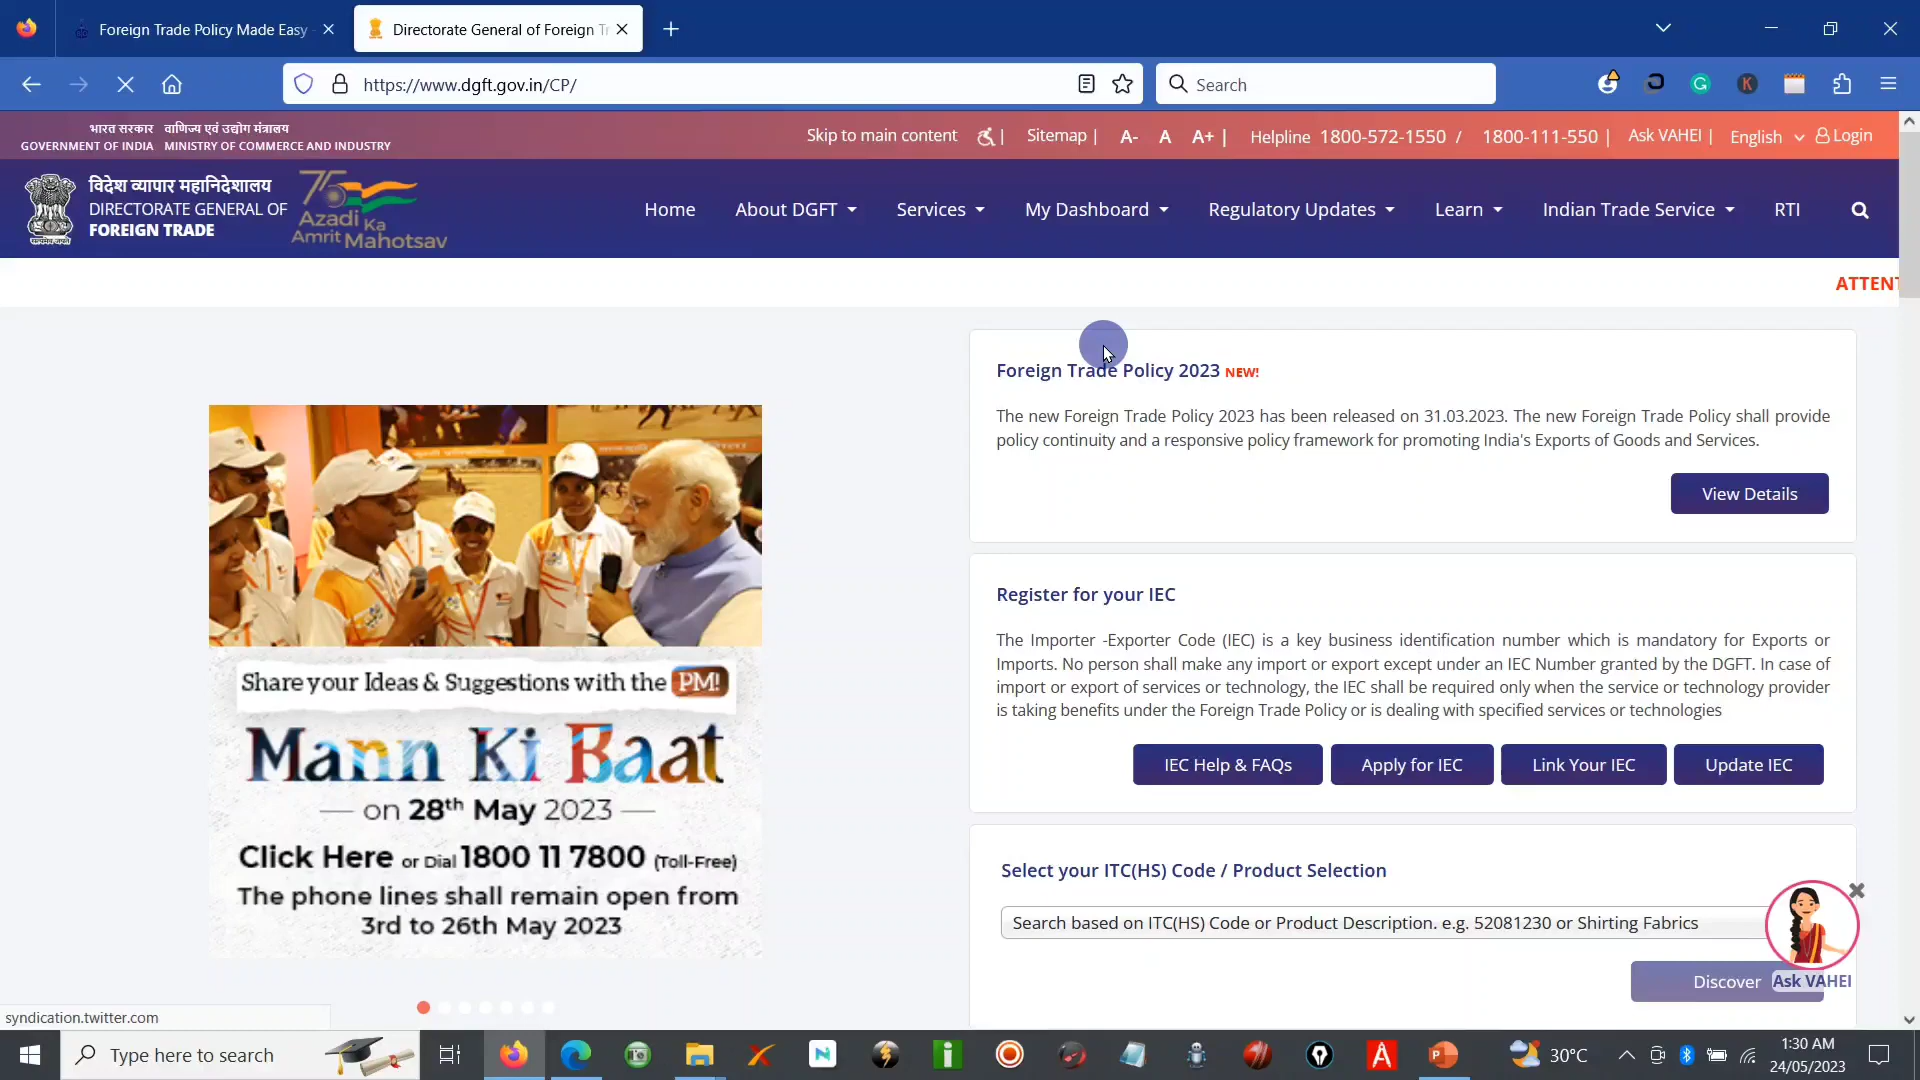 Foreign Trade Policy Made Easy
Directorate General of Foreign Tr
https://www.dgft.gov.in/CP/
Search
भारत सरकार वाणिज्य एवं उद्योग मंत्रालय
GOVERNMENT OF INDIA MINISTRY OF COMMERCE AND INDUSTRY
Skip to main content | Sitemap | A- A A+ | Helpline 1800-572-1550 / 1800-111-550 | Ask VAHEI | English Login
विदेश व्यापार महानिदेशालय
DIRECTORATE GENERAL OF
FOREIGN TRADE
75
Azadi Ka
Amrit Mahotsav
Home About DGFT Services My Dashboard Regulatory Updates Learn Indian Trade Service RTI
ATTENT
Foreign Trade Policy 2023 NEW!
The new Foreign Trade Policy 2023 has been released on 31.03.2023. The new Foreign Trade Policy shall provide
policy continuity and a responsive policy framework for promoting India's Exports of Goods and Services.
View Details
Register for your IEC
The Importer -Exporter Code (IEC) is a key business identification number which is mandatory for Exports or
Imports. No person shall make any import or export except under an IEC Number granted by the DGFT. In case of
import or export of services or technology, the IEC shall be required only when the service or technology provider
is taking benefits under the Foreign Trade Policy or is dealing with specified services or technologies
IEC Help & FAQs Apply for IEC Link Your IEC Update IEC
Select your ITC(HS) Code / Product Selection
Search based on ITC(HS) Code or Product Description. e.g. 52081230 or Shirting Fabrics
Discover
Ask VAHEI
Share your Ideas & Suggestions with the PM!
Mann Ki Baat
on 28th May 2023
Click Here or Dial 1800 11 7800 (Toll-Free)
The phone lines shall remain open from
3rd to 26th May 2023
syndication.twitter.com
Type here to search
30°C
1:30 AM
24/05/2023